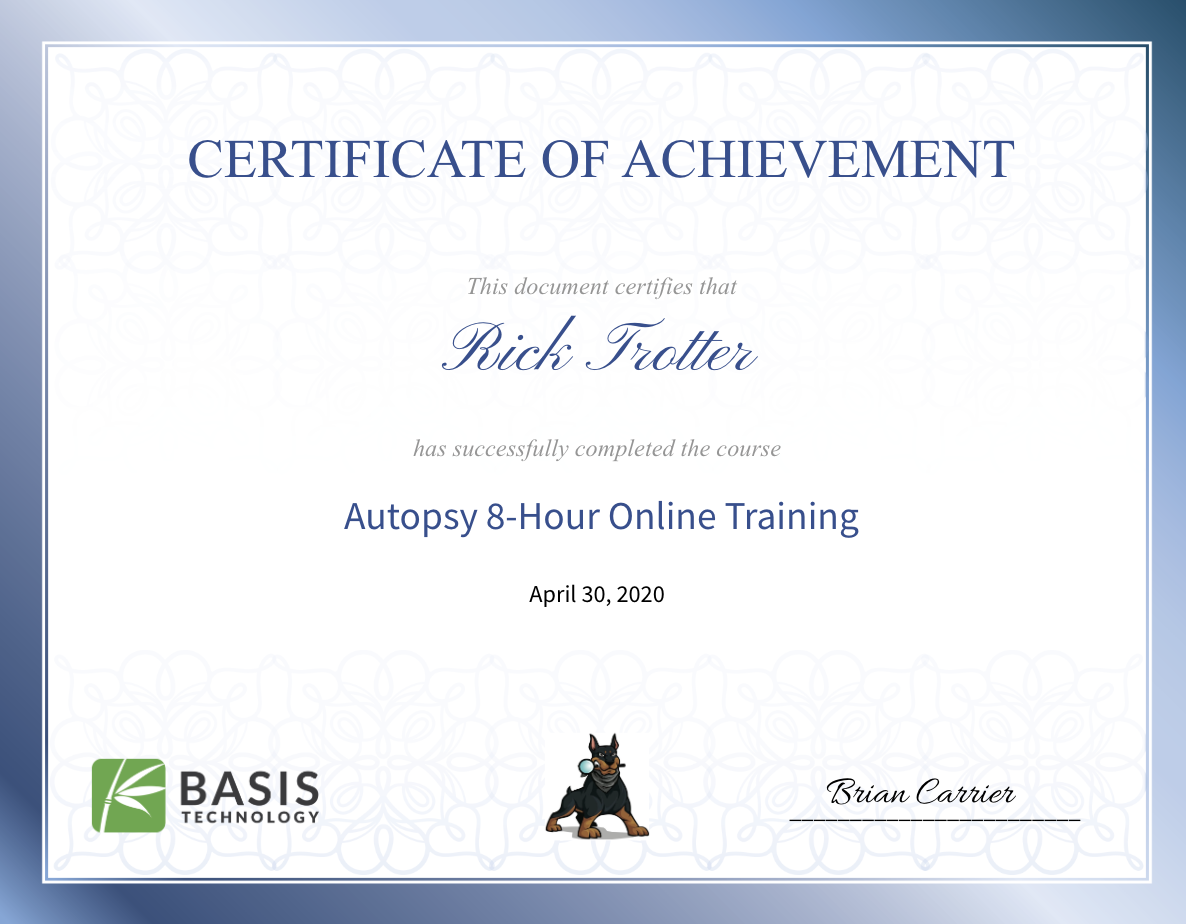 CERTIFICATE OF ACHIEVEMENT
This document certifies that
Rick Trotter
has successfully completed the course
Autopsy 8-Hour Online Training
April 30, 2020
BASIS
TECHNOLOGY
Brian Carrier